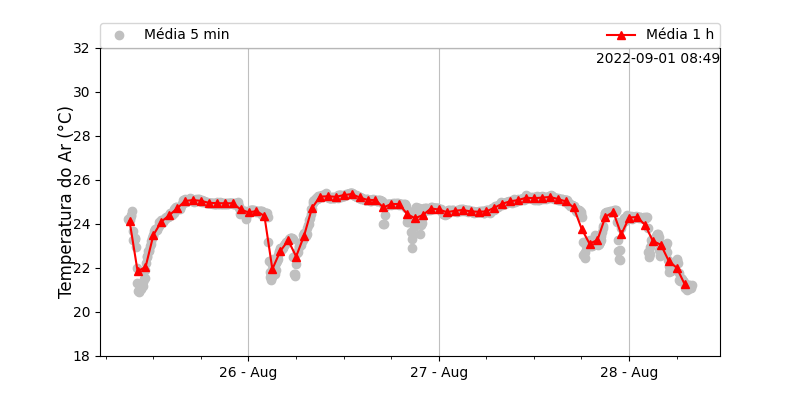 Média 5 min
Média 1 h
2022-09-01 08:49
Temperatura do Ar (°C)
32
30
28
26
24
22
20
18
26 - Aug
27 - Aug
28 - Aug